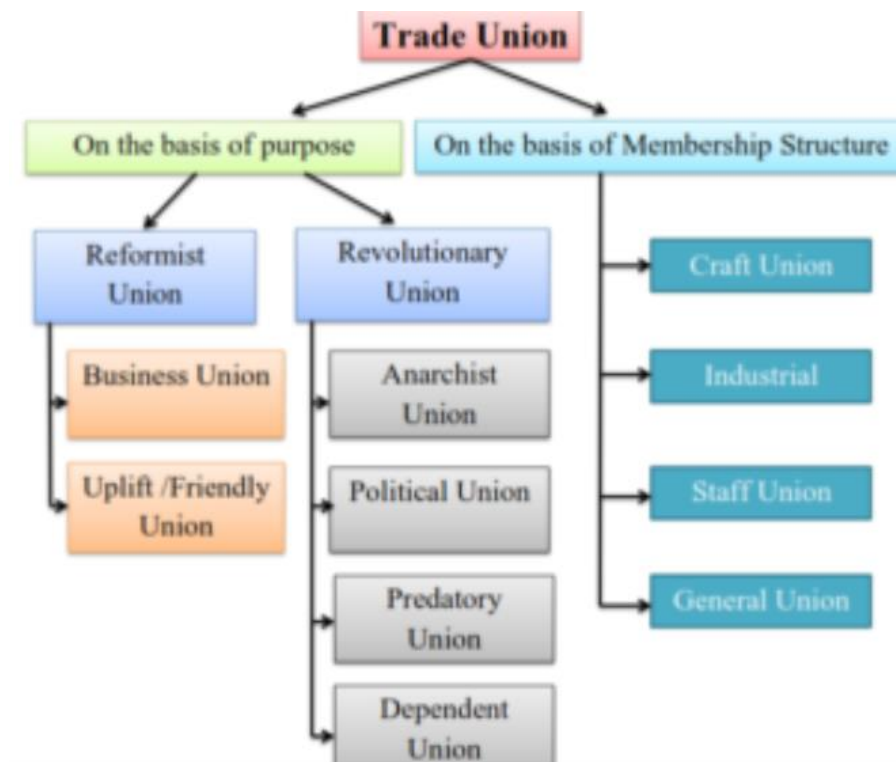 Trade Union
On the basis of purpose
On the basis of Membership Structure
Reformist
Union
Revolutionary
Union
Business Union
Uplift /Friendly
Union
Anarchist
Union
Political Union
Predatory
Union
Dependent
Union
Craft Union
Industrial
Staff Union
General Union